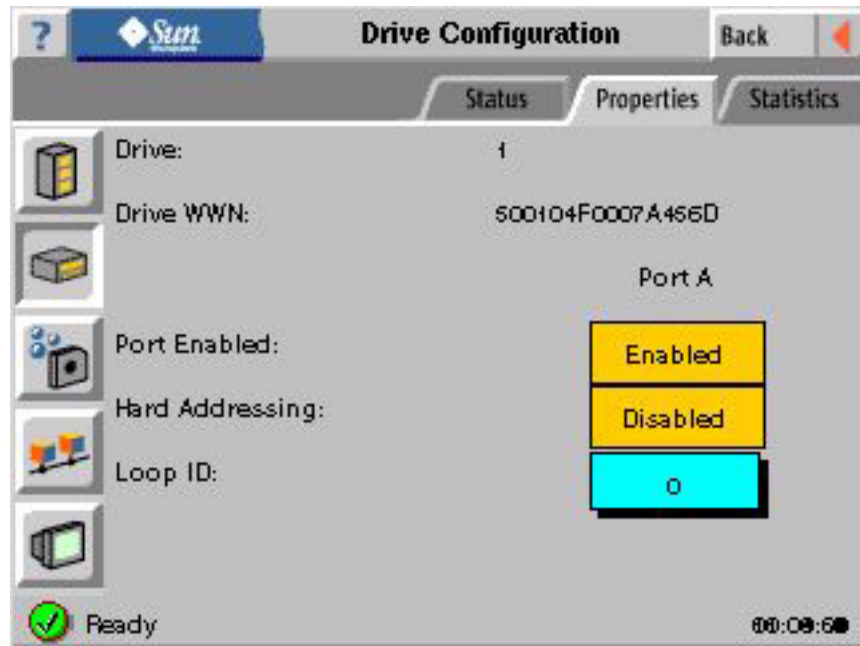 ? Sun Drive Configuration Back
Status Properties Statistics
Drive: 1
Drive WWN: 500104F0007A456D
Port A
Port Enabled: Enabled
Hard Addressing: Disabled
Loop ID: 0
Ready